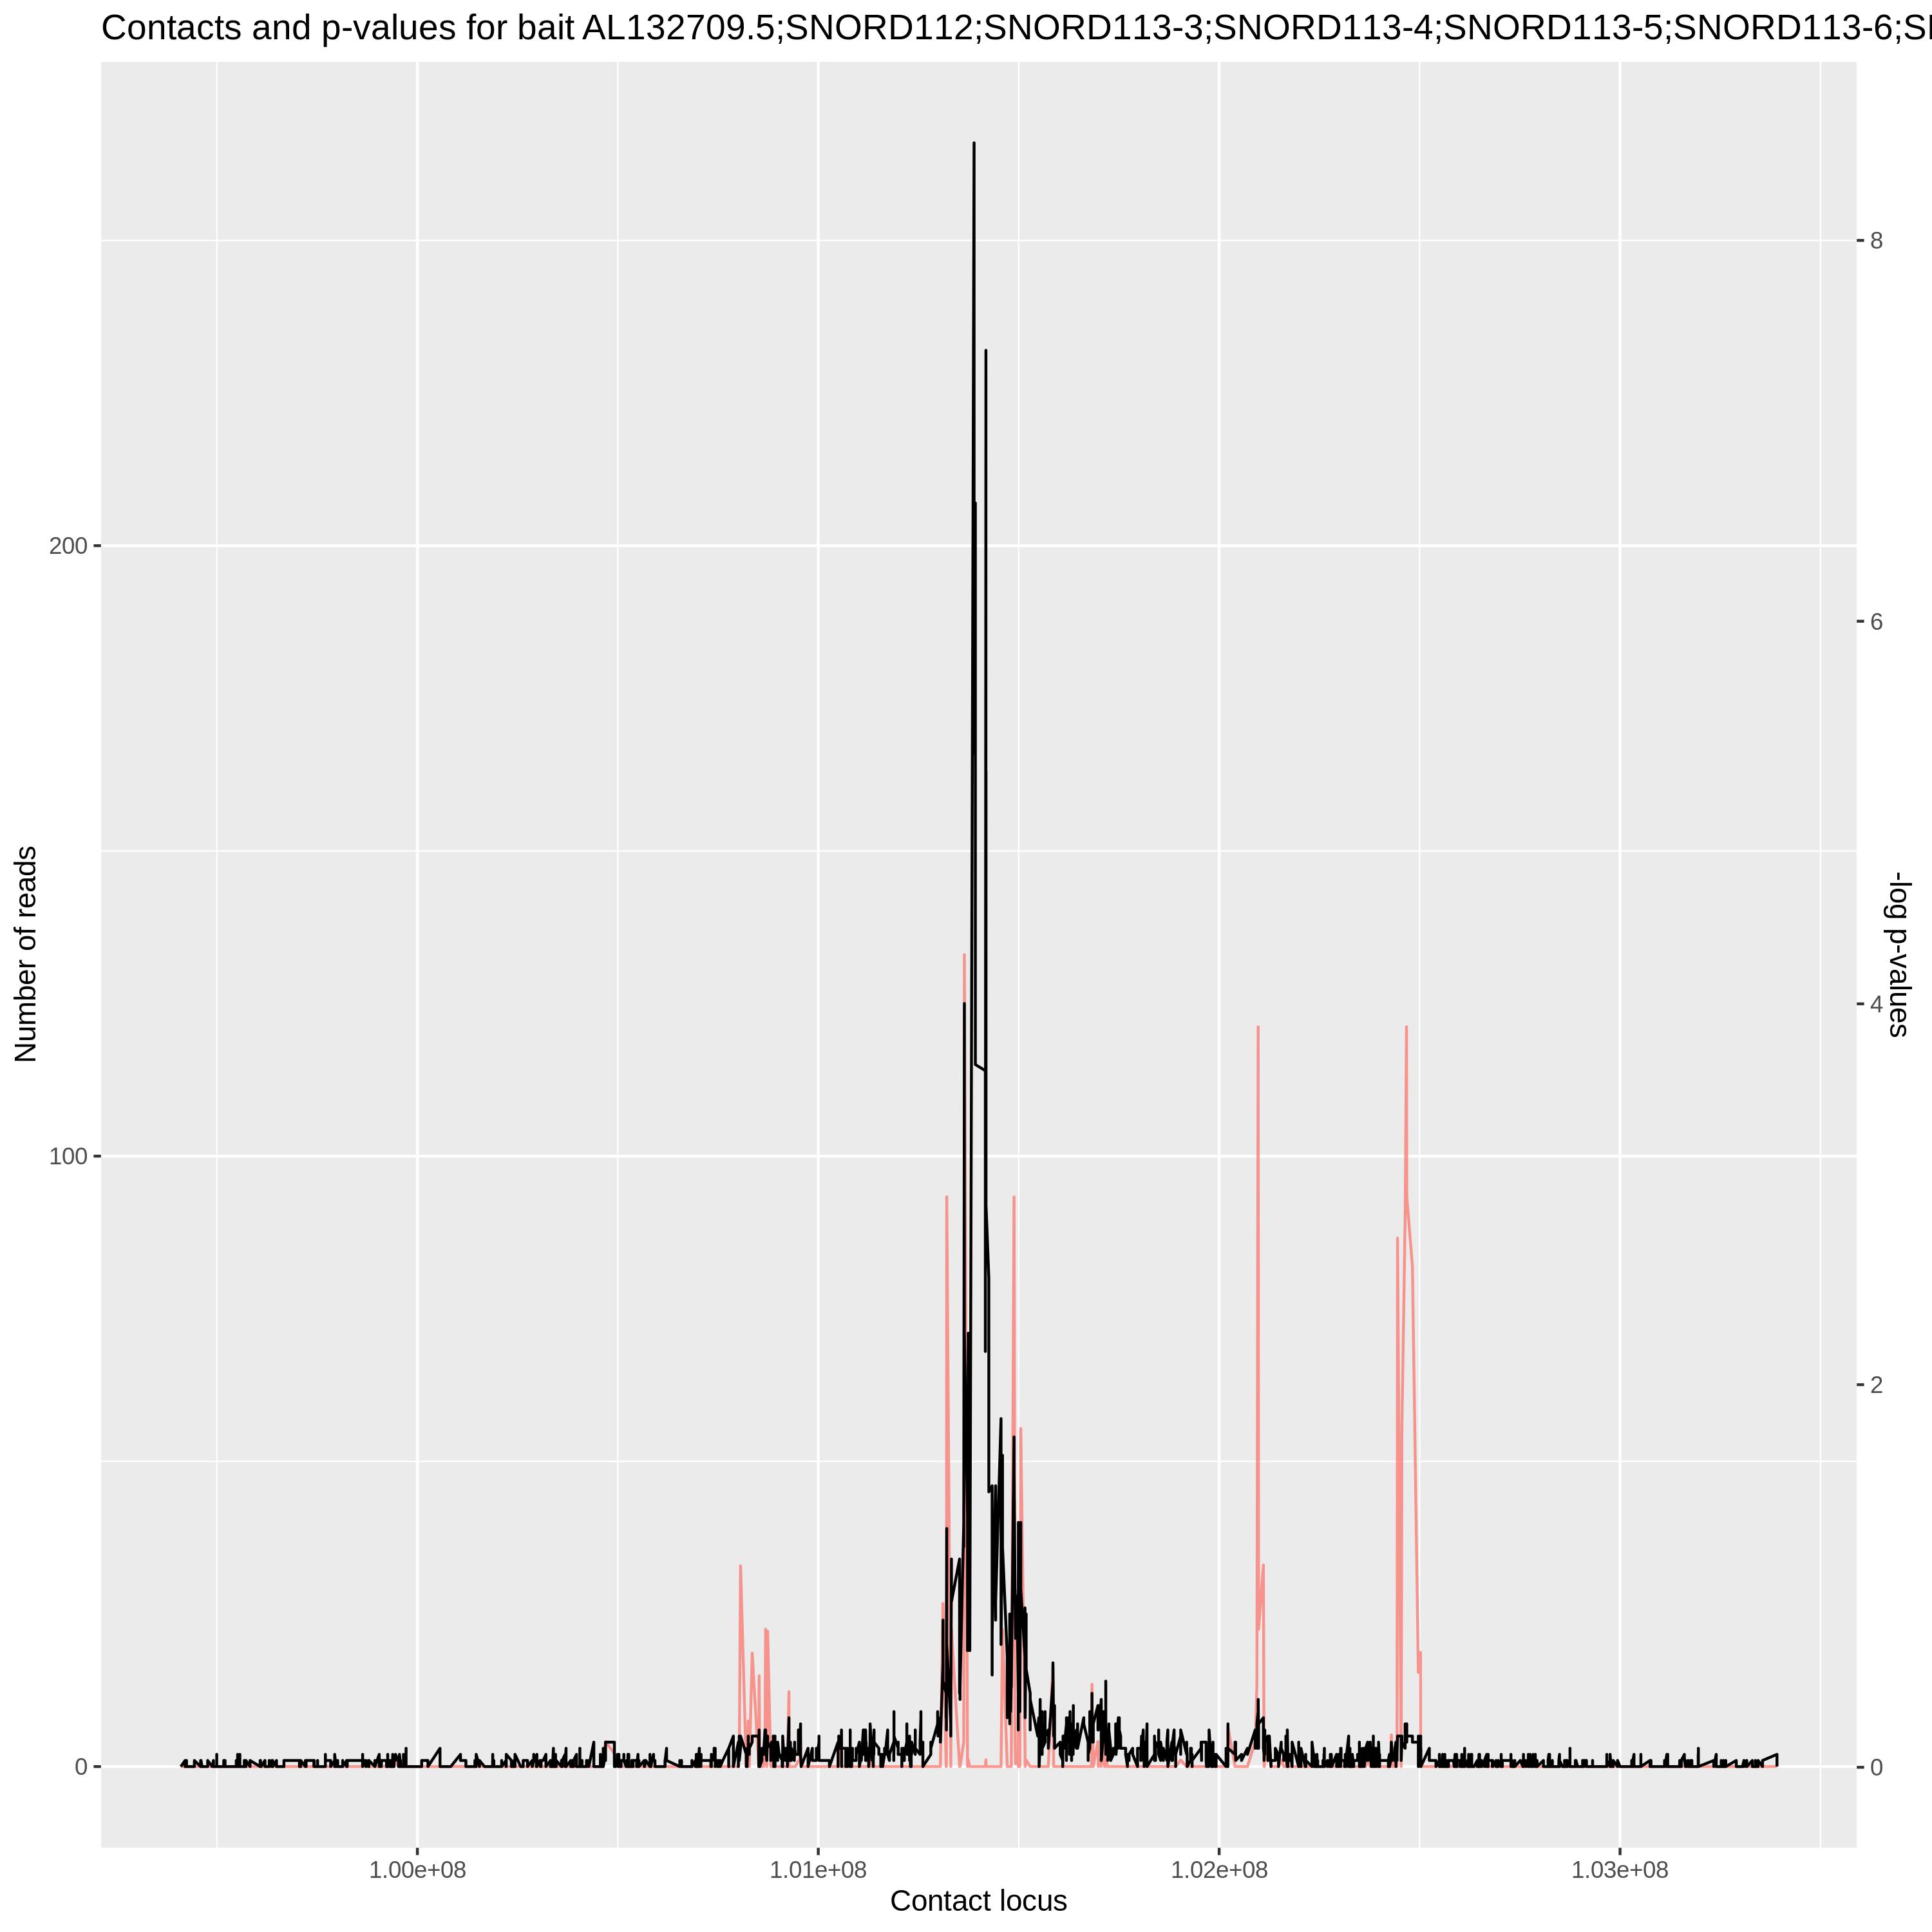 Contacts and p-values for bait AL132709.5;SNORD112;SNORD113-3;SNORD113-4;SNORD113-5;SNORD113-6;
Number of reads
200
100
0
8
6
4
2
0
-log p-values
1.00e+08
1.01e+08
1.02e+08
1.03e+08
Contact locus